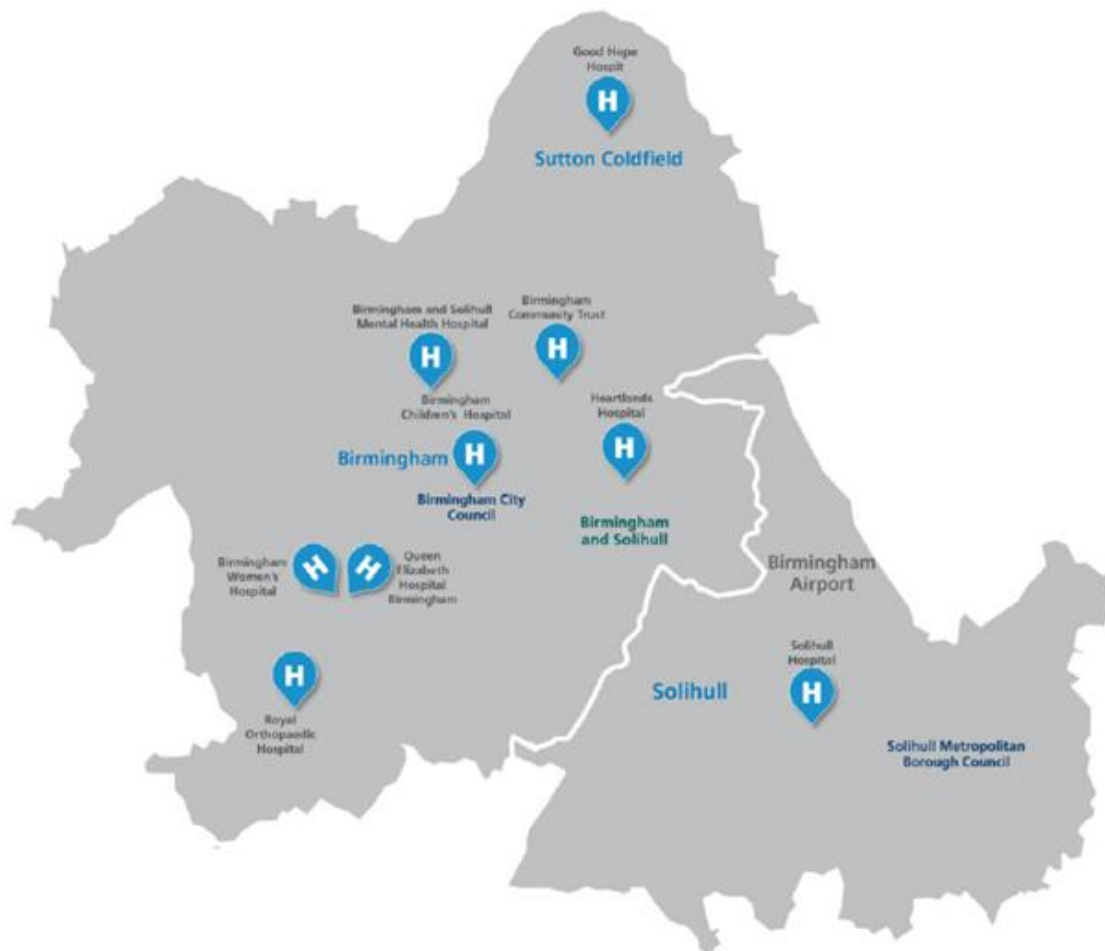 Good Hope
Hospit
H
Sutton Coldfield
Birmingham and Solihull
Mental Health Hospital
H
Birmingham
Community Trust
H
Birmingham
Children's Hospital
H
Heartlands
Hospital
H
Birmingham
Birmingham City
Council
Birmingham
and Solihull
Birmingham
Women's
Hospital
H
H
Queen
Elizabeth
Hospital
Birmingham
Birmingham
Airport
Solihull
Hospital
H
Solihull
H
Royal
Orthopaedic
Hospital
Solihull Metropolitan
Borough Council